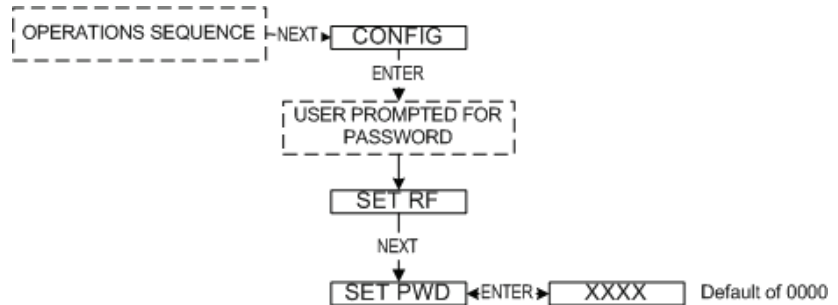 OPERATIONS SEQUENCE NEXT CONFIG
ENTER
USER PROMPTED FOR
PASSWORD
SET RF
NEXT
SET PWD ENTER XXXX Default of 0000